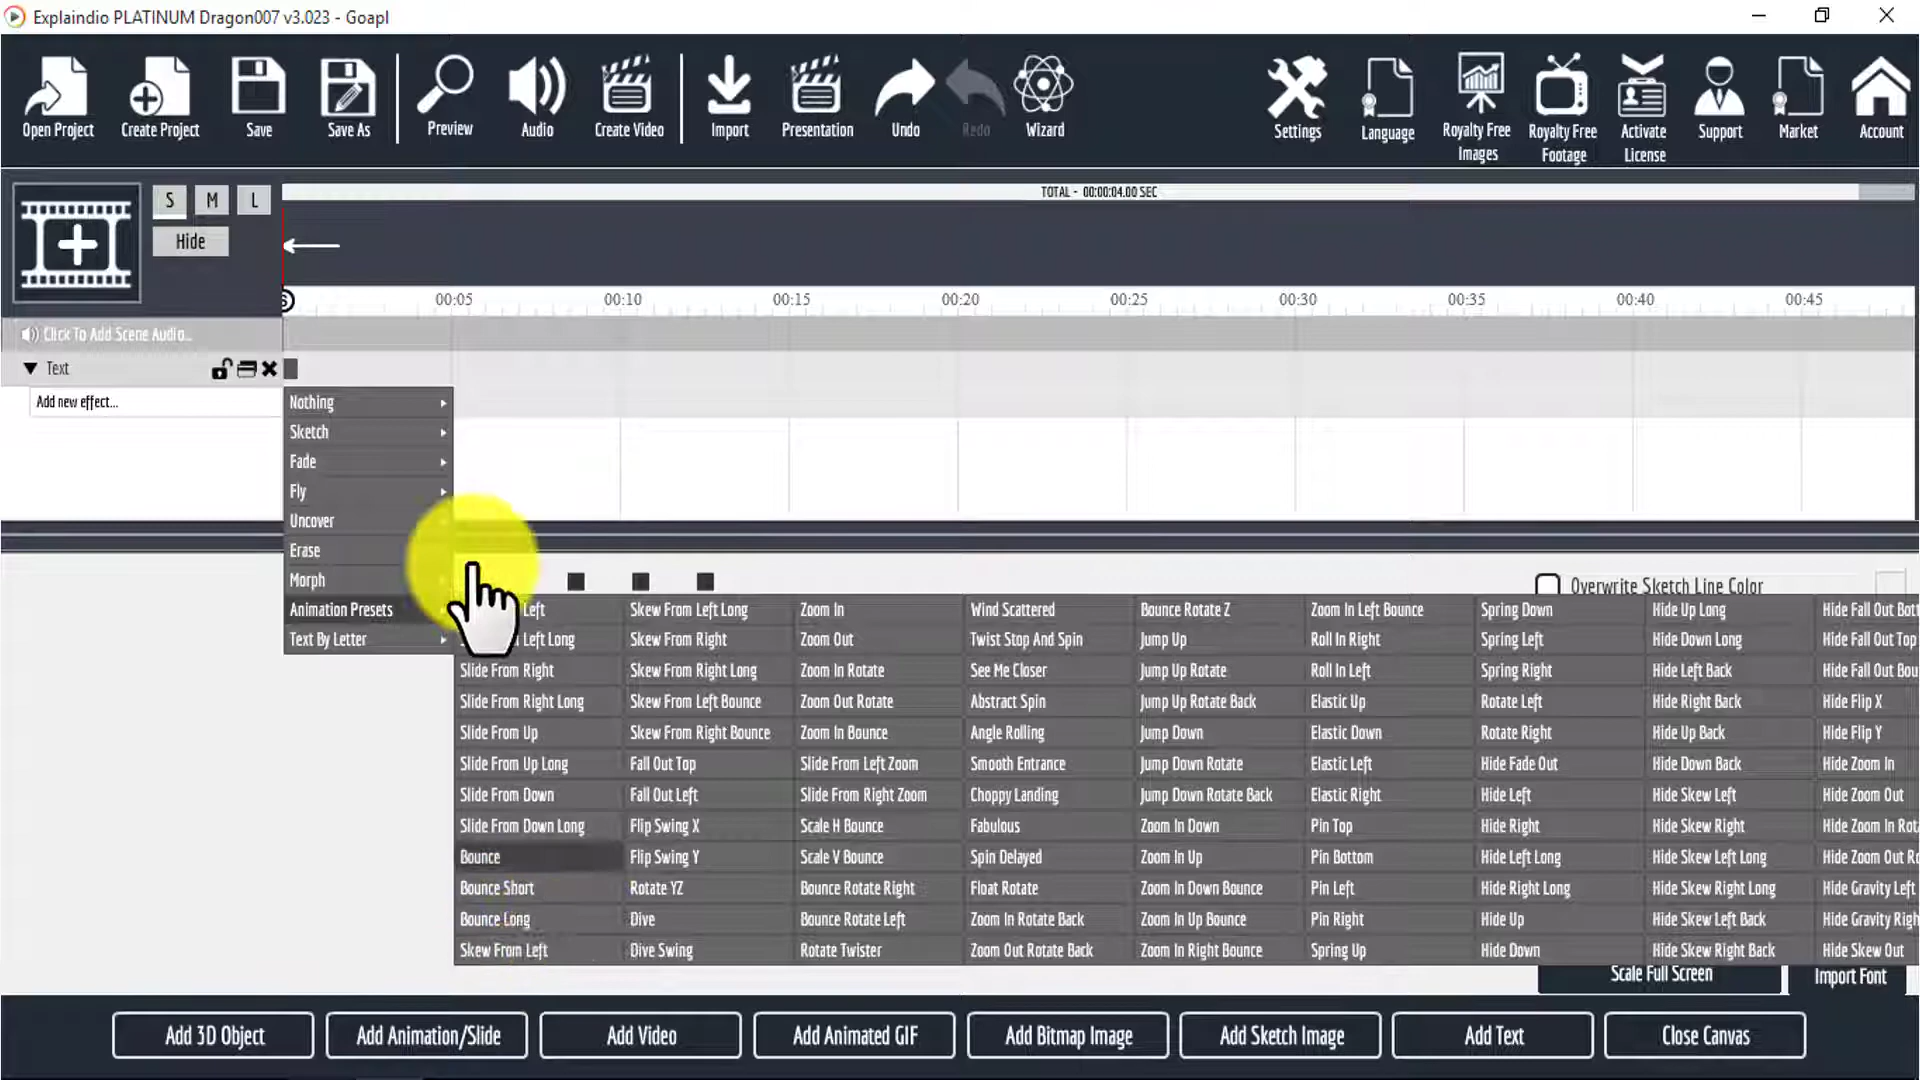 Explaindio PLATINUM Dragon007 v3.023 - Goapl
Open Project
Create Project
Save
Save As
Preview
Audio
Create Video
Import
Presentation
Undo
Redo
Wizard
Settings
Language
Royalty Free
Images
Royalty Free
Footage
Activate
License
Support
Market
Account
S M L
Hide
TOTAL - 00:00:04.00 SEC
00:05 00:10 00:15 00:20 00:25 00:30 00:35 00:40 00:45
Click To Add Scene Audio...
Text
Add new effect...
Nothing
Sketch
Fade
Fly
Uncover
Erase
Morph
Animation Presets
Text By Letter
Overwrite Sketch Line Color
Left Skew From Left Long Zoom In Wind Scattered Bounce Rotate Z Zoom In Left Bounce Spring Down Hide Up Long Hide Fall Out
Left Long Skew From Right Zoom Out Twist Stop And Spin Jump Up Roll In Right Spring Left Hide Down Long Hide Fall Out Top
Slide From Right Skew From Right Long Zoom In Rotate See Me Closer Jump Up Rotate Roll In Left Spring Right Hide Left Back Hide Fall Out
Slide From Right Long Skew From Left Bounce Zoom Out Rotate Abstract Spin Jump Up Rotate Back Elastic Up Rotate Left Hide Right Back Hide Flip X
Slide From Up Skew From Right Bounce Zoom In Bounce Angle Rolling Jump Down Elastic Down Rotate Right Hide Up Back Hide Flip Y
Slide From Up Long Fall Out Top Slide From Left Zoom Smooth Entrance Jump Down Rotate Elastic Left Hide Fade Out Hide Down Back Hide Zoom In
Slide From Down Fall Out Left Slide From Right Zoom Choppy Landing Jump Down Rotate Back Elastic Right Hide Left Hide Skew Left Hide Zoom Out
Slide From Down Long Flip Swing X Scale H Bounce Fabulous Zoom In Down Pin Top Hide Right Hide Skew Right Hide Zoom In
Bounce Flip Swing Y Scale V Bounce Spin Delayed Zoom In Up Pin Bottom Hide Left Long Hide Skew Left Long Hide Zoom Out
Bounce Short Rotate YZ Bounce Rotate Right Float Rotate Zoom In Down Bounce Pin Left Hide Right Long Hide Skew Right Long Hide Gravity Left
Bounce Long Dive Bounce Rotate Left Zoom In Rotate Back Zoom In Up Bounce Pin Right Hide Up Hide Skew Left Back Hide Gravity
Skew From Left Dive Swing Rotate Twister Zoom Out Rotate Back Zoom In Right Bounce Spring Up Hide Down Hide Skew Right Back Hide Skew Out
Scale Full Screen
Import Font
Add 3D Object
Add Animation/Slide
Add Video
Add Animated GIF
Add Bitmap Image
Add Sketch Image
Add Text
Close Canvas